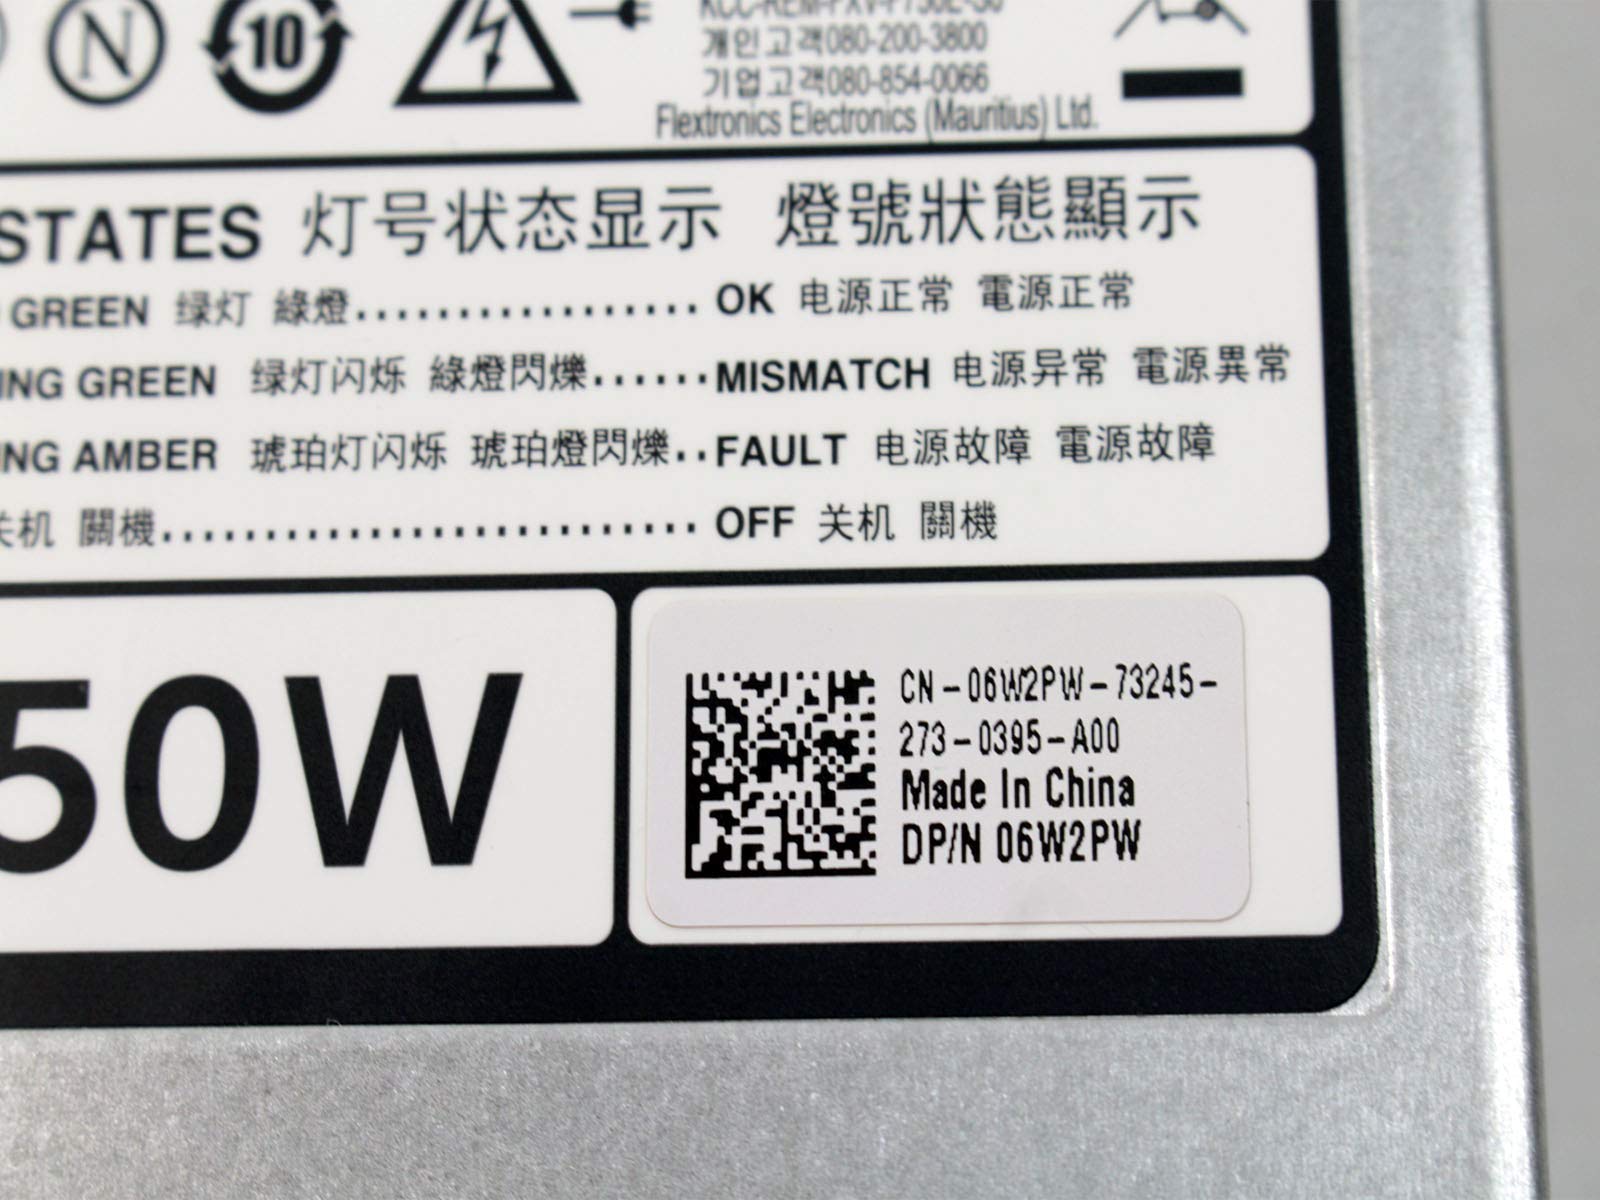 N
10
개인고객080-200-3800
기업고객080-854-0066
Flextronics Electronics (Mauritius) Ltd.
STATES 灯号状态显示 燈號狀態顯示
GREEN 绿灯 綠燈................. OK 电源正常 電源正常
ING GREEN 绿灯闪烁 綠燈閃爍......MISMATCH 电源异常 電源異常
ING AMBER 琥珀灯闪烁 琥珀燈閃爍..FAULT 电源故障 電源故障
关机 關機.......................... OFF 关机 關機
50W
CN-06W2PW-73245-
273-0395-A00
Made In China
DP/N 06W2PW